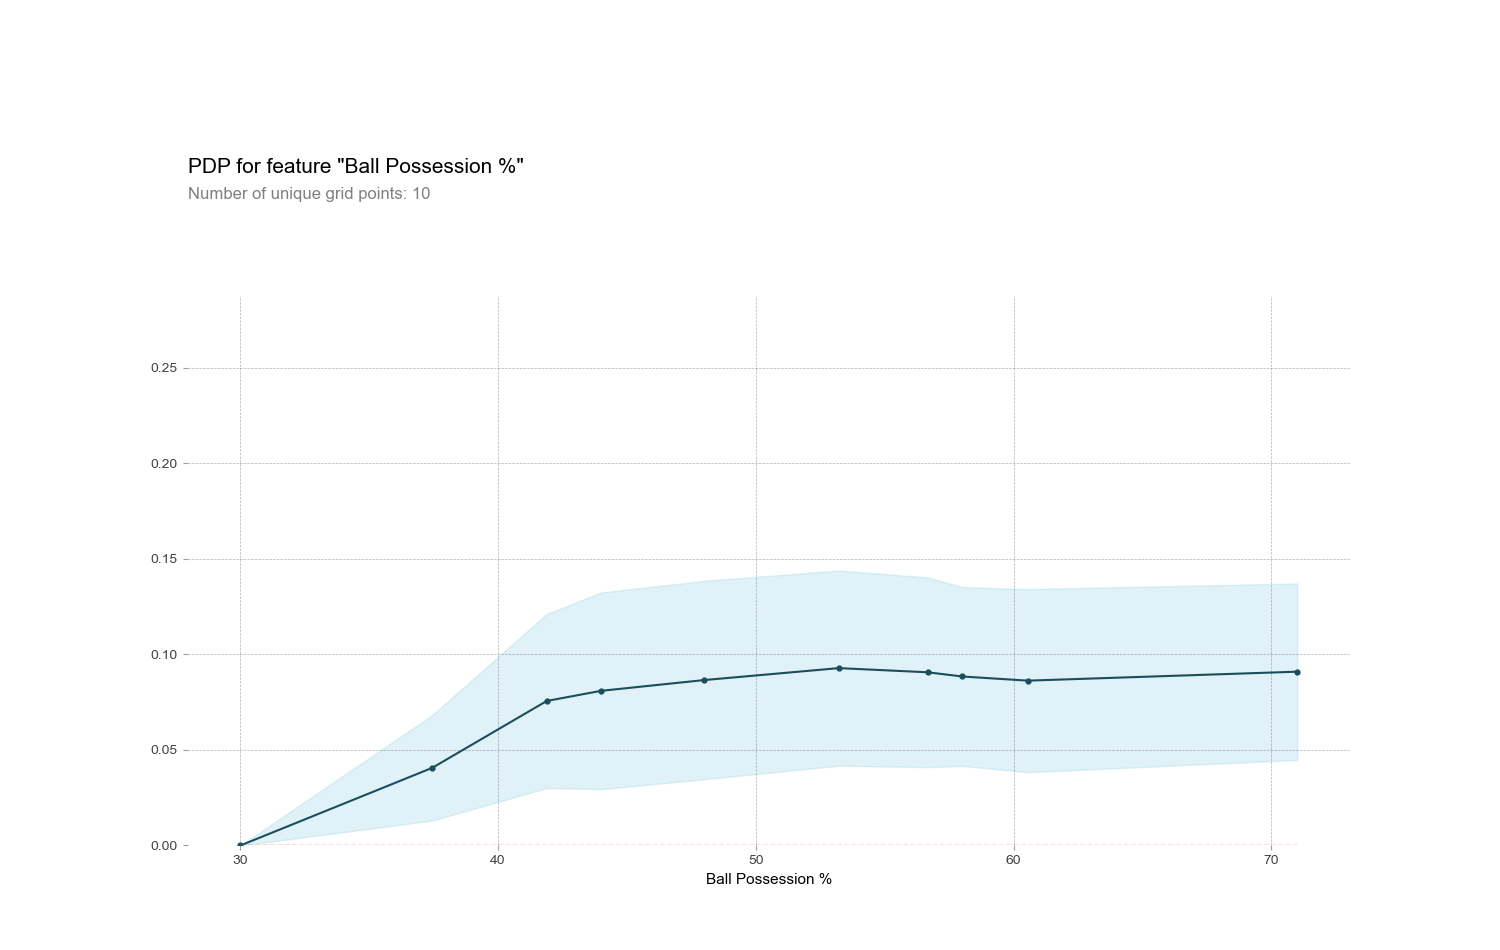 PDP for feature "Ball Possession %"
Number of unique grid points: 10
0.25
0.20
0.15
0.10
0.05
0.00
30 40 50 60 70
Ball Possession %